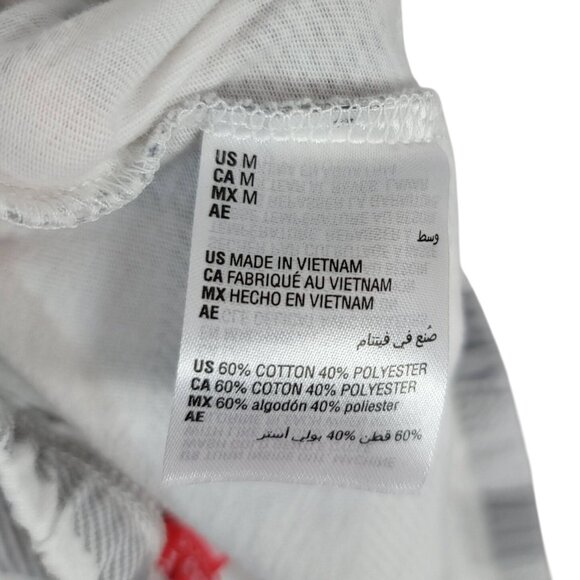 US M
CA M
MX M
AE
وسط
US MADE IN VIETNAM
CA FABRIQUÉ AU VIETNAM
MX HECHO EN VIETNAM
AE
صُنع في فيتنام
US 60% COTTON 40% POLYESTER
CA 60% COTON 40% POLYESTER
MX 60% algodón 40% poliester
AE
60% قطن 40% بولي أستر